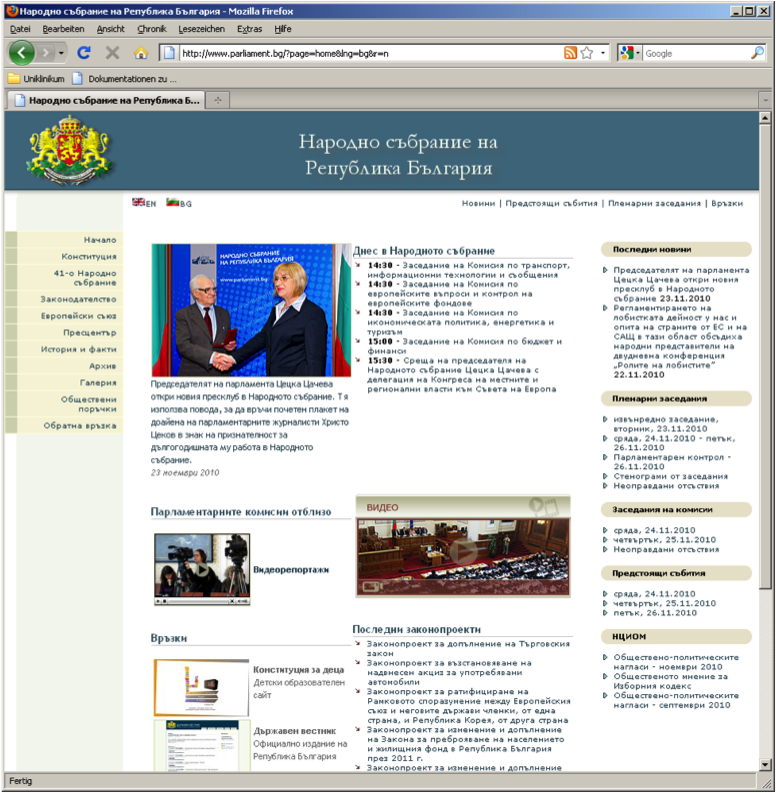 Народно събрание на Република България - Mozilla Firefox
Datei Bearbeiten Ansicht Chronik Lesezeichen Extras Hilfe
http://www.parliament.bg/?page=home&lng=bg&r=n
Google
Uniklinikum Dokumentationen zu ...
Народно събрание на Република Б...
Народно събрание на
Република България
EN BG
Новини | Предстоящи събития | Пленарни заседания | Връзки
Начало
Конституция
41-о Народно
събрание
Законодателство
Европейски съюз
Пресцентър
История и факти
Архив
Галерия
Обществени
поръчки
Обратна връзка
НАРОДНО СЪБРАНИЕ
НА РЕПУБЛИКА БЪЛГАРИЯ
www.parliament.bg
Председателят на парламента Цецка Цачева
откри новия пресклуб в Народното събрание. Тя
използва повода, за да връчи почетен плакет на
доайена на парламентарните журналисти Христо
Цеков в знак на признателност за
дългогодишната му работа в Народното
събрание.
23 ноември 2010
Днес в Народното събрание
14:30 - Заседание на Комисия по транспорт,
информационни технологии и съобщения
14:30 - Заседание на Комисия по
европейските въпроси и контрол на
европейските фондове
14:30 - Заседание на Комисия по
икономическата политика, енергетика и
туризъм
15:00 - Заседание на Комисия по бюджет и
финанси
15:30 - Среща на председателя на
Народното събрание Цецка Цачева с
делегация на Конгреса на местните и
регионални власти към Съвета на Европа
Парламентарните комисии отблизо
Видеорепортажи
ВИДЕО
Връзки
Конституция за деца
Детски образователен
сайт
Държавен вестник
Официално издание на
Република България
Последни законопроекти
Законопроект за допълнение на Търговския
закон
Законопроект за възстановяване на
надвнесен акциз за употребявани
автомобили
Законопроект за ратифициране на
Рамковото споразумение между Европейския
съюз и неговите държави членки, от една
страна, и Република Корея, от друга страна
Законопроект за изменение и допълнение
на Закона за преброяване на населението
и жилищния фонд в Република България
през 2011 г.
Законопроект за изменение и допълнение
Последни новини
Председателят на парламента
Цецка Цачева откри новия
пресклуб в Народното
събрание 23.11.2010
Регламентирането на
лобистката дейност у нас и
опита на страните от ЕС и на
САЩ в тази област обсъдиха
народни представители на
двудневна конференция
„Ролите на лобистите"
22.11.2010
Пленарни заседания
извънредно заседание,
вторник, 23.11.2010
сряда, 24.11.2010 - петък,
26.11.2010
Парламентарен контрол -
26.11.2010
Стенограми от заседания
Неоправдани отсъствия
Заседания на комисии
сряда, 24.11.2010
четвъртък, 25.11.2010
Неоправдани отсъствия
Предстоящи събития
сряда, 24.11.2010
четвъртък, 25.11.2010
петък, 26.11.2010
НЦИОМ
Обществено-политическите
нагласи - ноември 2010
Общественото мнение за
Изборния кодекс
Обществено-политическите
нагласи - септември 2010
Fertig